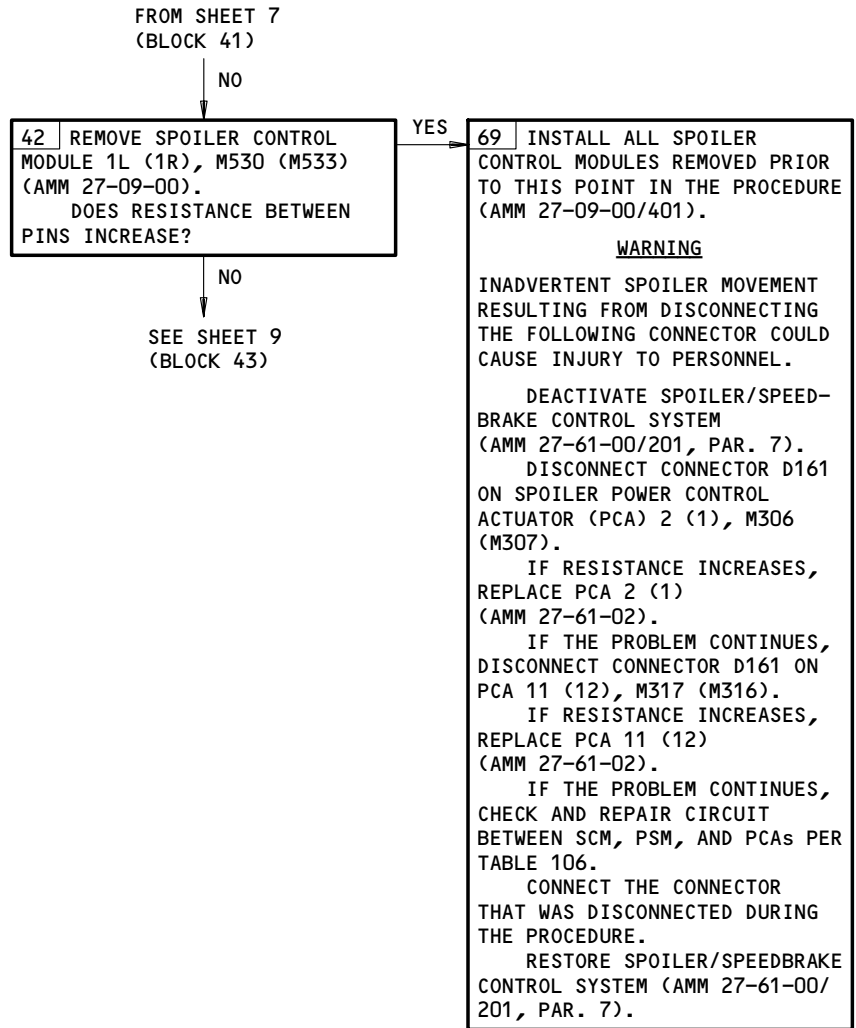 FROM SHEET 7
(BLOCK 41)
NO
42 REMOVE SPOILER CONTROL
MODULE 1L (1R), M530 (M533)
(AMM 27-09-00).
DOES RESISTANCE BETWEEN
PINS INCREASE?
YES
NO
SEE SHEET 9
(BLOCK 43)
69 INSTALL ALL SPOILER
CONTROL MODULES REMOVED PRIOR
TO THIS POINT IN THE PROCEDURE
(AMM 27-09-00/401).
WARNING
INADVERTENT SPOILER MOVEMENT
RESULTING FROM DISCONNECTING
THE FOLLOWING CONNECTOR COULD
CAUSE INJURY TO PERSONNEL.
DEACTIVATE SPOILER/SPEED-
BRAKE CONTROL SYSTEM
(AMM 27-61-00/201, PAR. 7).
DISCONNECT CONNECTOR D161
ON SPOILER POWER CONTROL
ACTUATOR (PCA) 2 (1), M306
(M307).
IF RESISTANCE INCREASES,
REPLACE PCA 2 (1)
(AMM 27-61-02).
IF THE PROBLEM CONTINUES,
DISCONNECT CONNECTOR D161 ON
PCA 11 (12), M317 (M316).
IF RESISTANCE INCREASES,
REPLACE PCA 11 (12)
(AMM 27-61-02).
IF THE PROBLEM CONTINUES,
CHECK AND REPAIR CIRCUIT
BETWEEN SCM, PSM, AND PCAs PER
TABLE 106.
CONNECT THE CONNECTOR
THAT WAS DISCONNECTED DURING
THE PROCEDURE.
RESTORE SPOILER/SPEEDBRAKE
CONTROL SYSTEM (AMM 27-61-00/
201, PAR. 7).